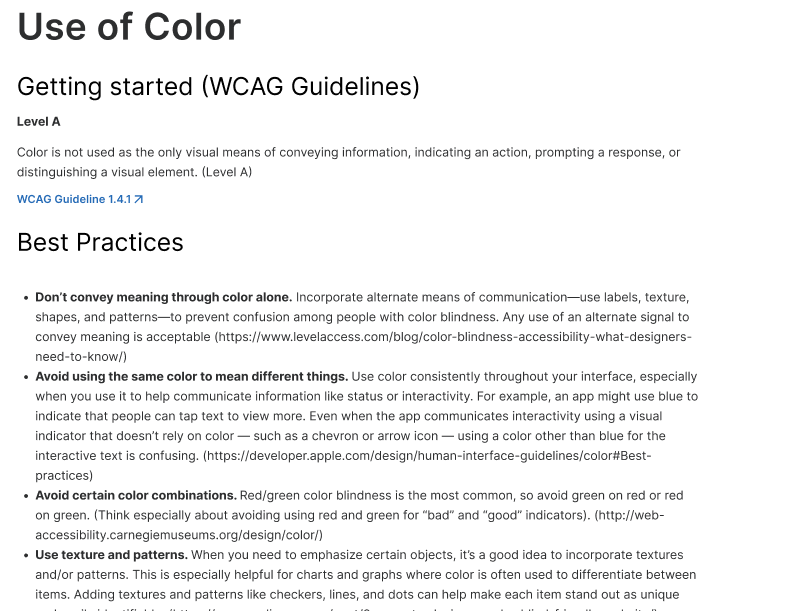 Use of Color
Getting started (WCAG Guidelines)
Level A
Color is not used as the only visual means of conveying information, indicating an action, prompting a response, or
distinguishing a visual element. (Level A)
WCAG Guideline 1.4.1
Best Practices
• Don’t convey meaning through color alone. Incorporate alternate means of communication—use labels, texture,
shapes, and patterns—to prevent confusion among people with color blindness. Any use of an alternate signal to
convey meaning is acceptable (https://www.levelaccess.com/blog/color-blindness-accessibility-what-designers-
need-to-know/)
• Avoid using the same color to mean different things. Use color consistently throughout your interface, especially
when you use it to help communicate information like status or interactivity. For example, an app might use blue to
indicate that people can tap text to view more. Even when the app communicates interactivity using a visual
indicator that doesn’t rely on color — such as a chevron or arrow icon — using a color other than blue for the
interactive text is confusing. (https://developer.apple.com/design/human-interface-guidelines/color#Best-
practices)
• Avoid certain color combinations. Red/green color blindness is the most common, so avoid green on red or red
on green. (Think especially about avoiding using red and green for “bad” and “good” indicators). (http://web-
accessibility.carnegiemuseums.org/design/color/)
• Use texture and patterns. When you need to emphasize certain objects, it’s a good idea to incorporate textures
and/or patterns. This is especially helpful for charts and graphs where color is often used to differentiate between
items. Adding textures and patterns like checkers, lines, and dots can help make each item stand out as unique